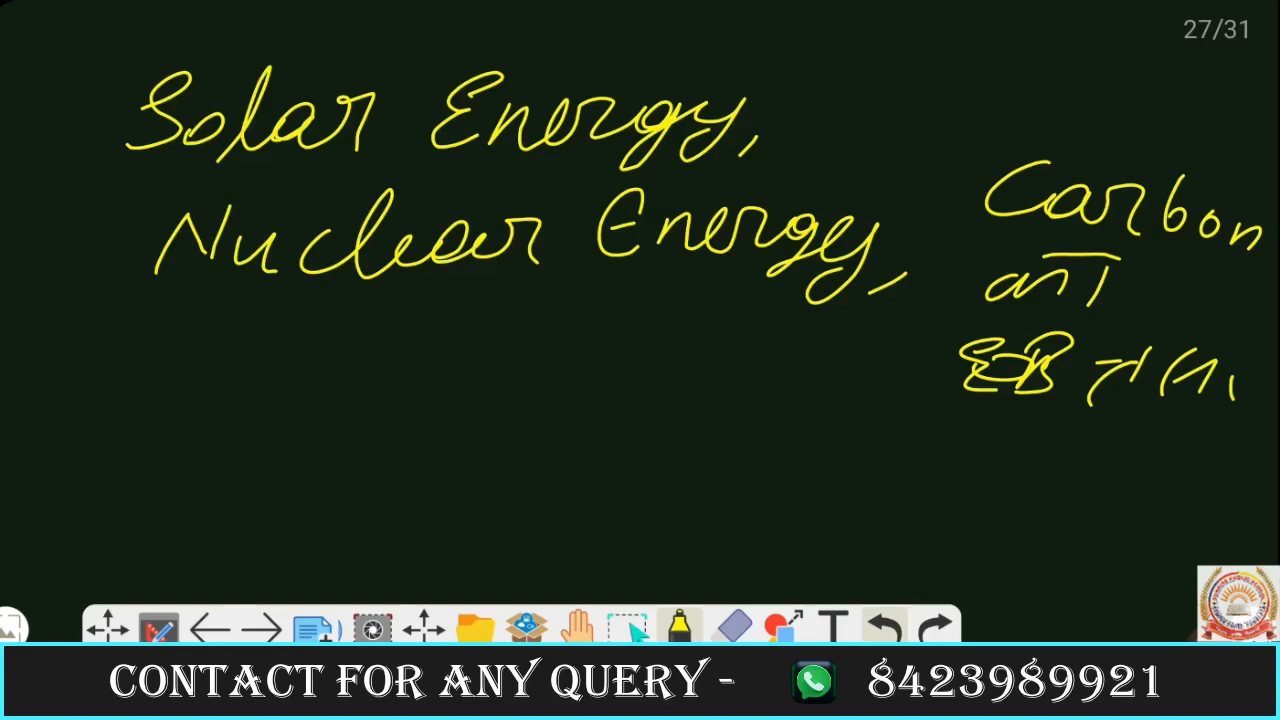 27/31
Solar Energy,
Nuclear Energy,
Carbon
CONTACT FOR ANY QUERY - 8423989921